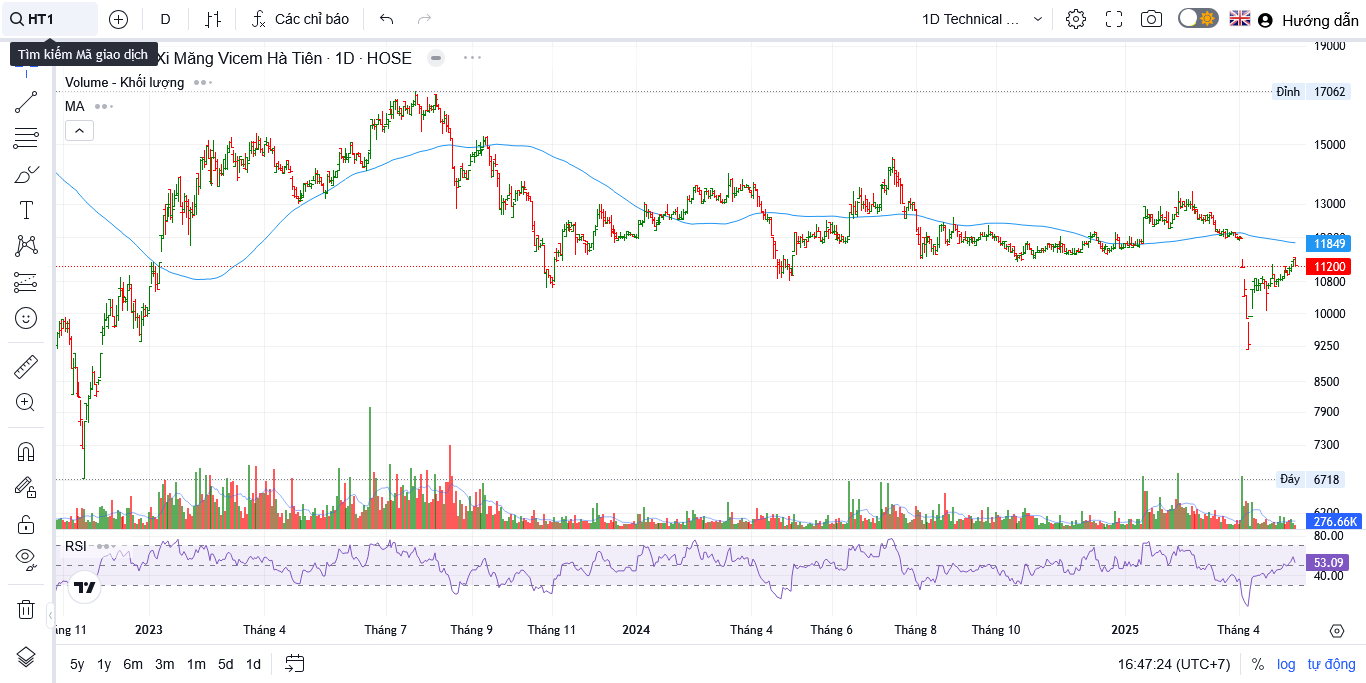 HT1
D
Các chỉ báo
1D Technical ...
Hướng dẫn
Tìm kiếm Mã giao dịch
Xi Măng Vicem Hà Tiên · 1D · HOSE
Volume - Khối lượng
MA
19000
Đỉnh 17062
15000
13000
11849
11200
10800
10000
9250
8500
7900
7300
Đáy 6718
6200
276.66K
RSI
80.00
53.09
40.00
ng 11 2023 Tháng 4 Tháng 7 Tháng 9 Tháng 11 2024 Tháng 4 Tháng 6 Tháng 8 Tháng 10 2025 Tháng 4
5y 1y 6m 3m 1m 5d 1d
16:47:24 (UTC+7) % log tự động